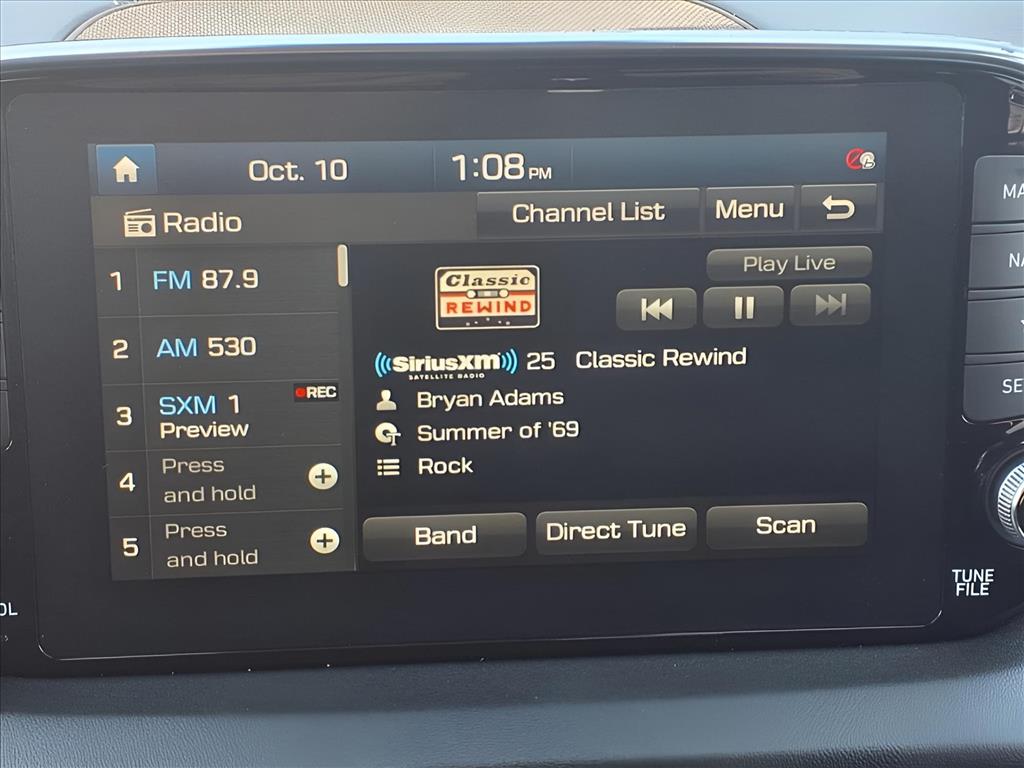 Oct. 10
1:08 PM
Radio
Channel List
Menu
1 FM 87.9
2 AM 530
3 SXM 1
REC
Preview
4 Press
and hold
5 Press
and hold
Play Live
Classic
REWIND
SiriusXM 25 Classic Rewind
SATELLITE RADIO
Bryan Adams
Summer of '69
Rock
Band
Direct Tune
Scan
TUNE
FILE